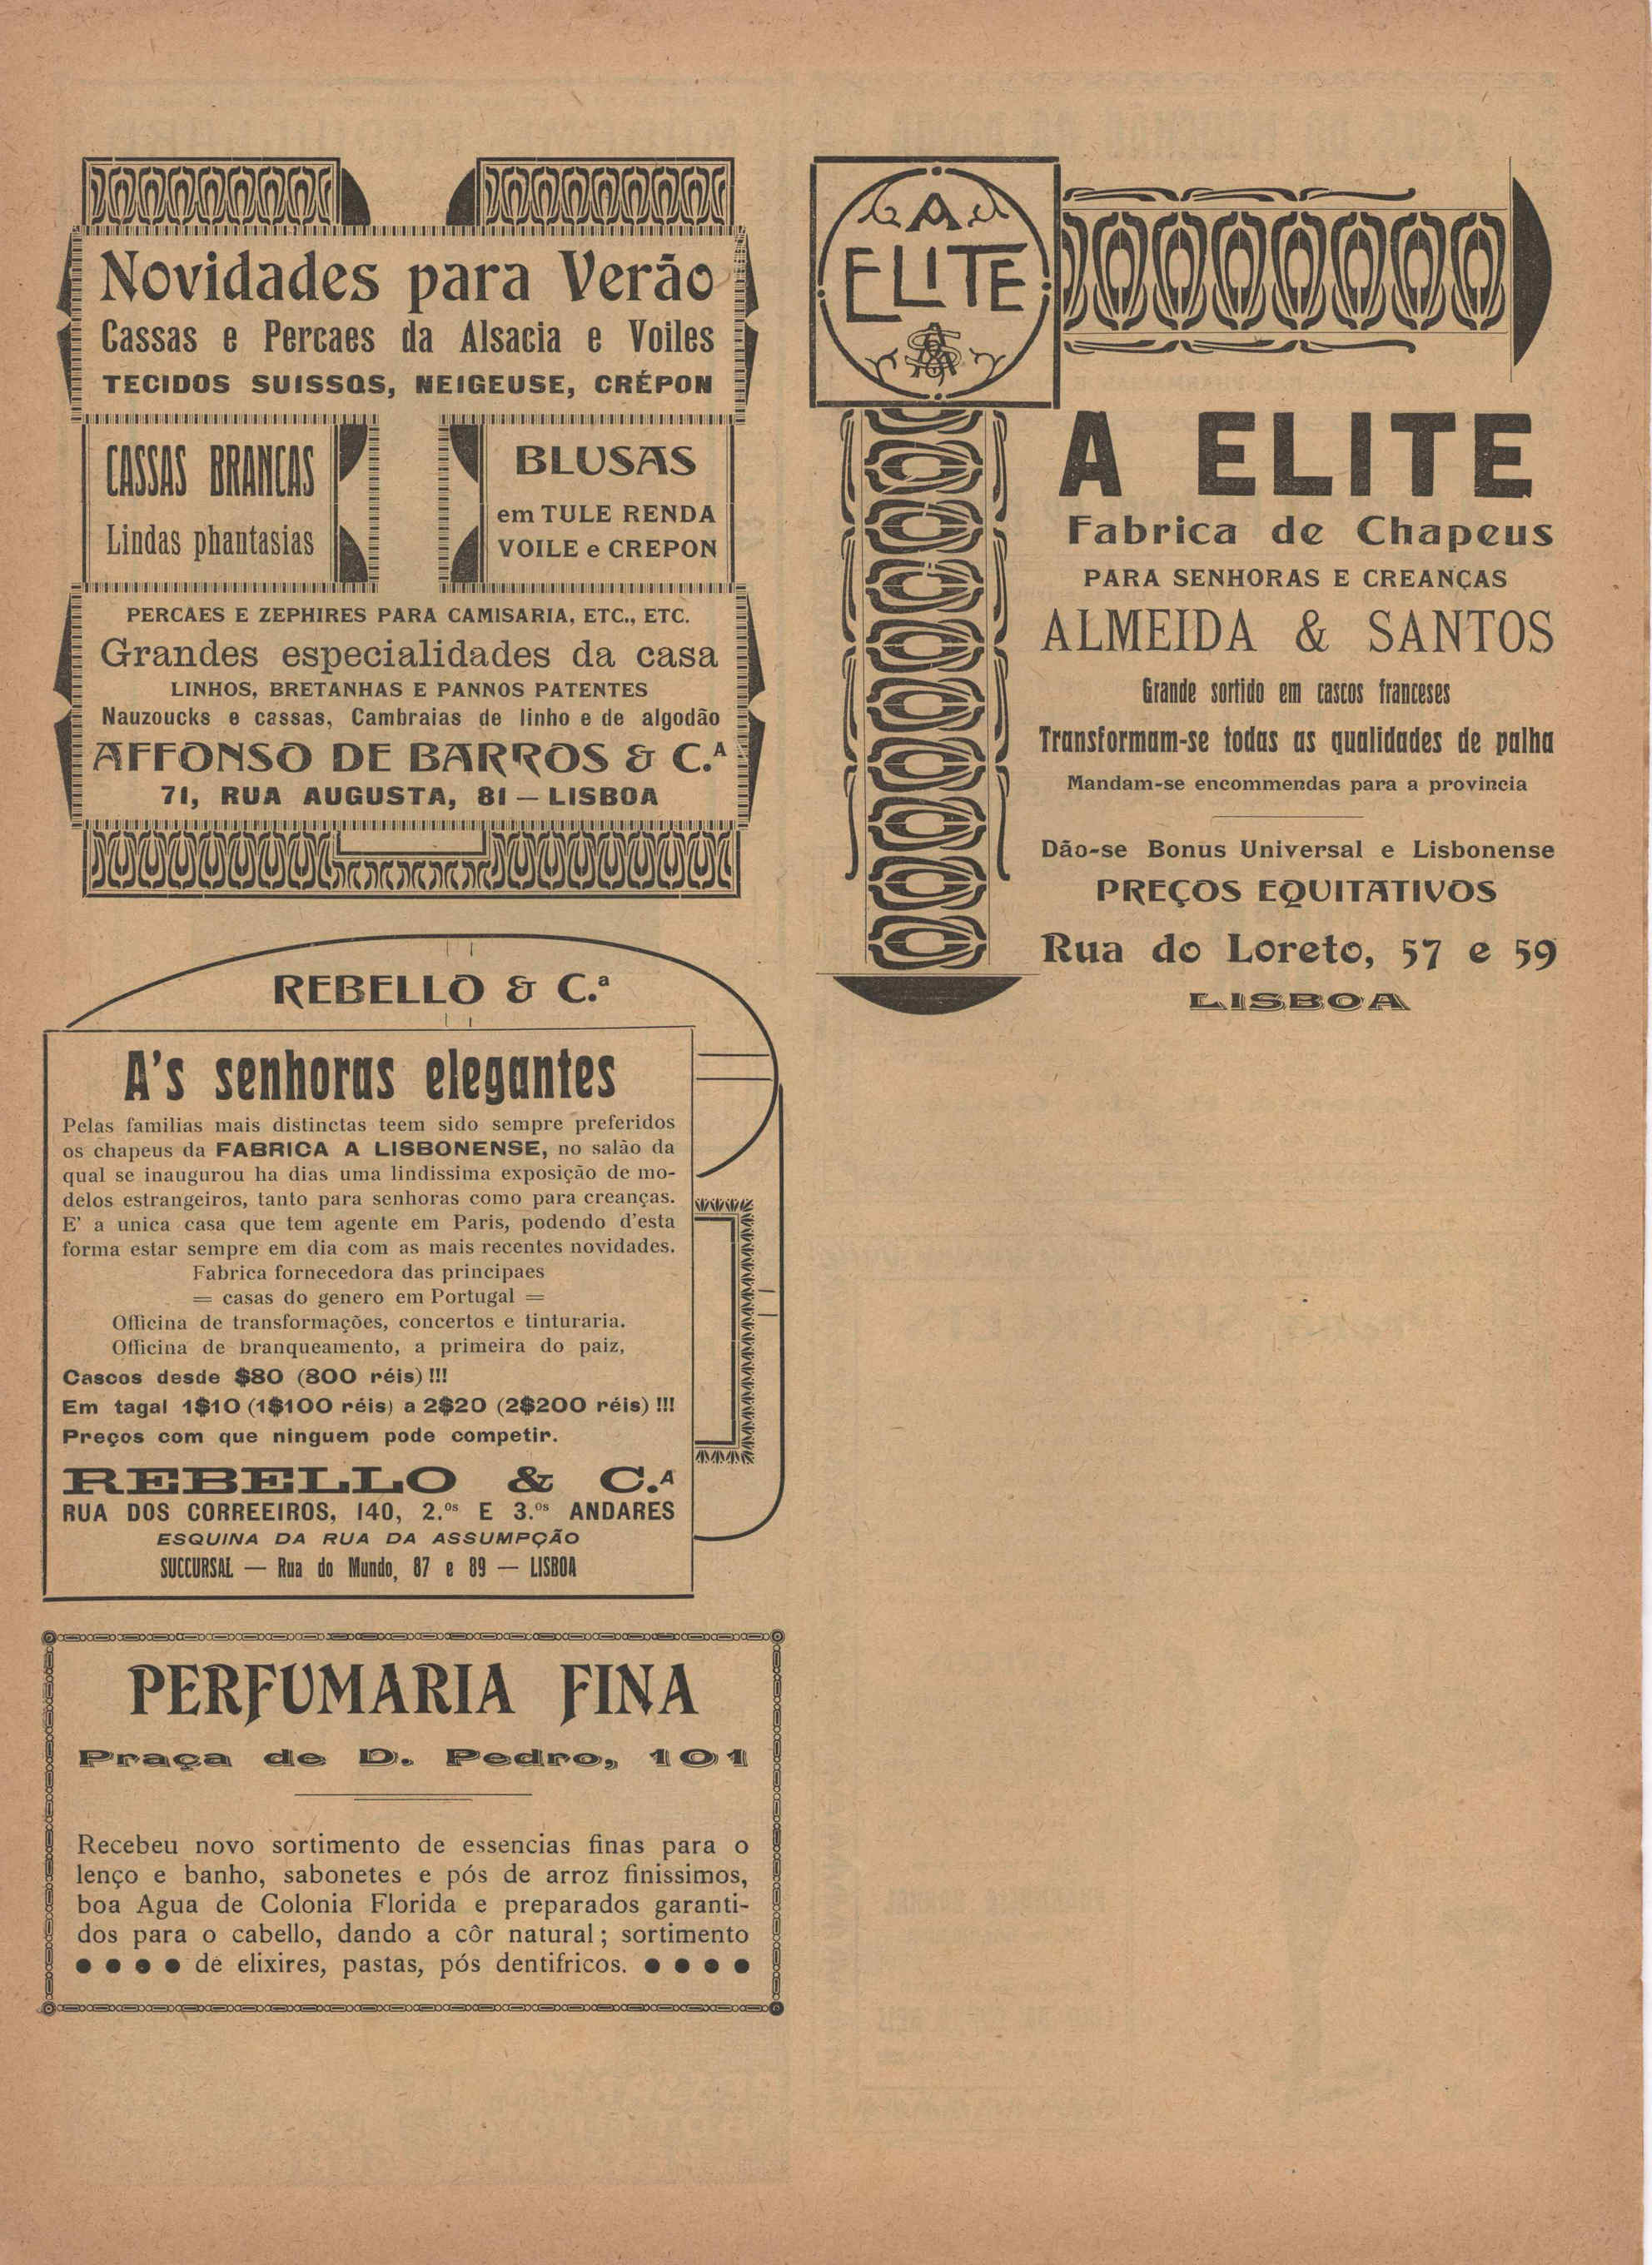 Novidades para Verão
Cassas e Percaes da Alsacia e Voiles
TECIDOS SUISSOS, NEIGEUSE, CRÉPON
CASSAS BRANCAS
Lindas phantasias
BLUSAS
em TULE RENDA
VOILE e CREPON
PERCAES E ZEPHIRES PARA CAMISARIA, ETC., ETC.
Grandes especialidades da casa
LINHOS, BRETANHAS E PANNOS PATENTES
Nauzoucks e cassas, Cambraias de linho e de algodão
AFFONSO DE BARROS & C.ᴬ
71, RUA AUGUSTA, 81 — LISBOA
REBELLO & C.ª
A's senhoras elegantes
Pelas familias mais distinctas teem sido sempre preferidos
os chapeus da FABRICA A LISBONENSE, no salão da
qual se inaugurou ha dias uma lindissima exposição de mo-
delos estrangeiros, tanto para senhoras como para creanças.
E' a unica casa que tem agente em Paris, podendo d'esta
forma estar sempre em dia com as mais recentes novidades.
Fabrica fornecedora das principaes
= casas do genero em Portugal =
Officina de transformações, concertos e tinturaria.
Officina de branqueamento, a primeira do paiz,
Cascos desde $80 (800 réis) !!!
Em tagal 1$10 (1$100 réis) a 2$20 (2$200 réis) !!!
Preços com que ninguem pode competir.
REBELLO & C.ᴬ
RUA DOS CORREEIROS, 140, 2.ºˢ E 3.ºˢ ANDARES
ESQUINA DA RUA DA ASSUMPÇÃO
SUCCURSAL — Rua do Mundo, 87 e 89 — LISBOA
PERFUMARIA FINA
Praça de D. Pedro, 101
Recebeu novo sortimento de essencias finas para o
lenço e banho, sabonetes e pós de arroz finissimos,
boa Agua de Colonia Florida e preparados garanti-
dos para o cabello, dando a côr natural; sortimento
● ● ● ● de elixires, pastas, pós dentifricos. ● ● ● ●
A
ELITE
A ELITE
Fabrica de Chapeus
PARA SENHORAS E CREANÇAS
ALMEIDA & SANTOS
Grande sortido em cascos franceses
Transformam-se todas as qualidades de palha
Mandam-se encommendas para a provincia
Dão-se Bonus Universal e Lisbonense
PREÇOS EQUITATIVOS
Rua do Loreto, 57 e 59
LISBOA